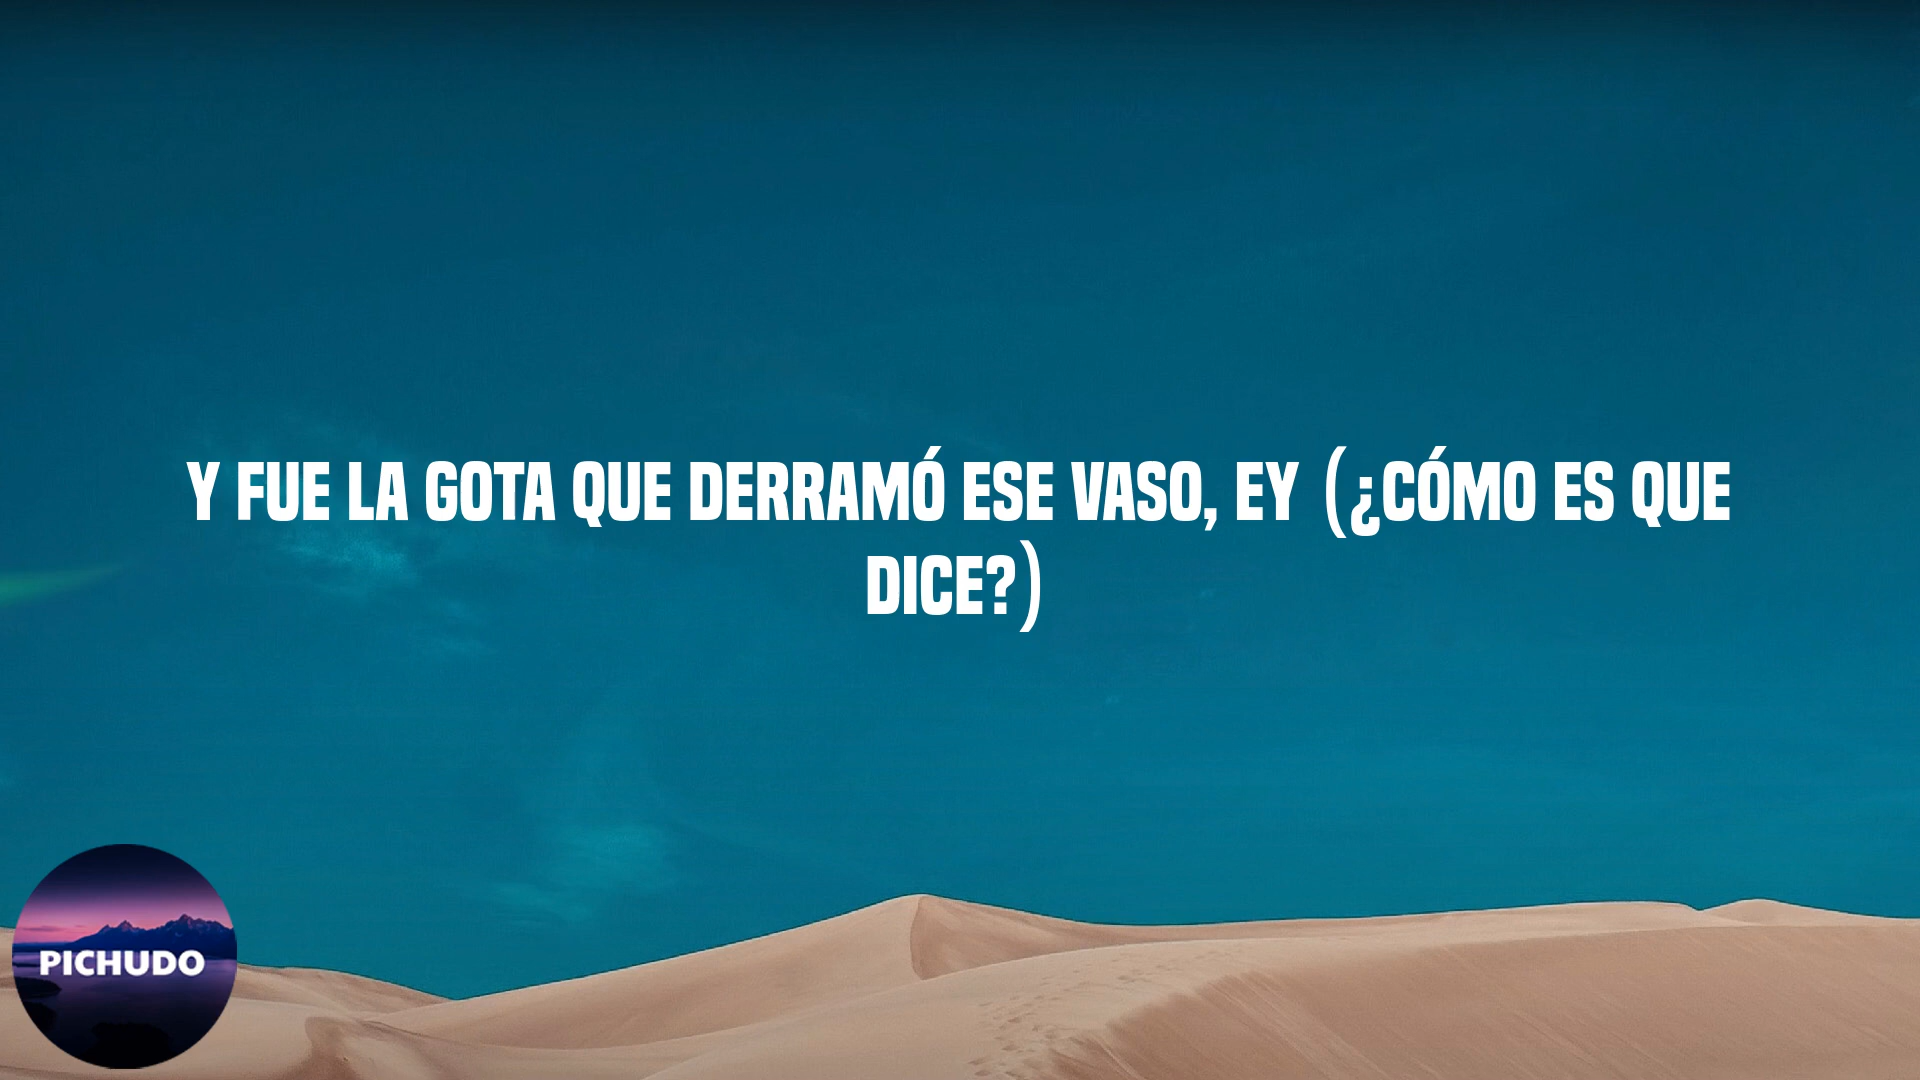 Y FUE LA GOTA QUE DERRAMÓ ESE VASO, EY (¿CÓMO ES QUE
DICE?)
PICHUDO